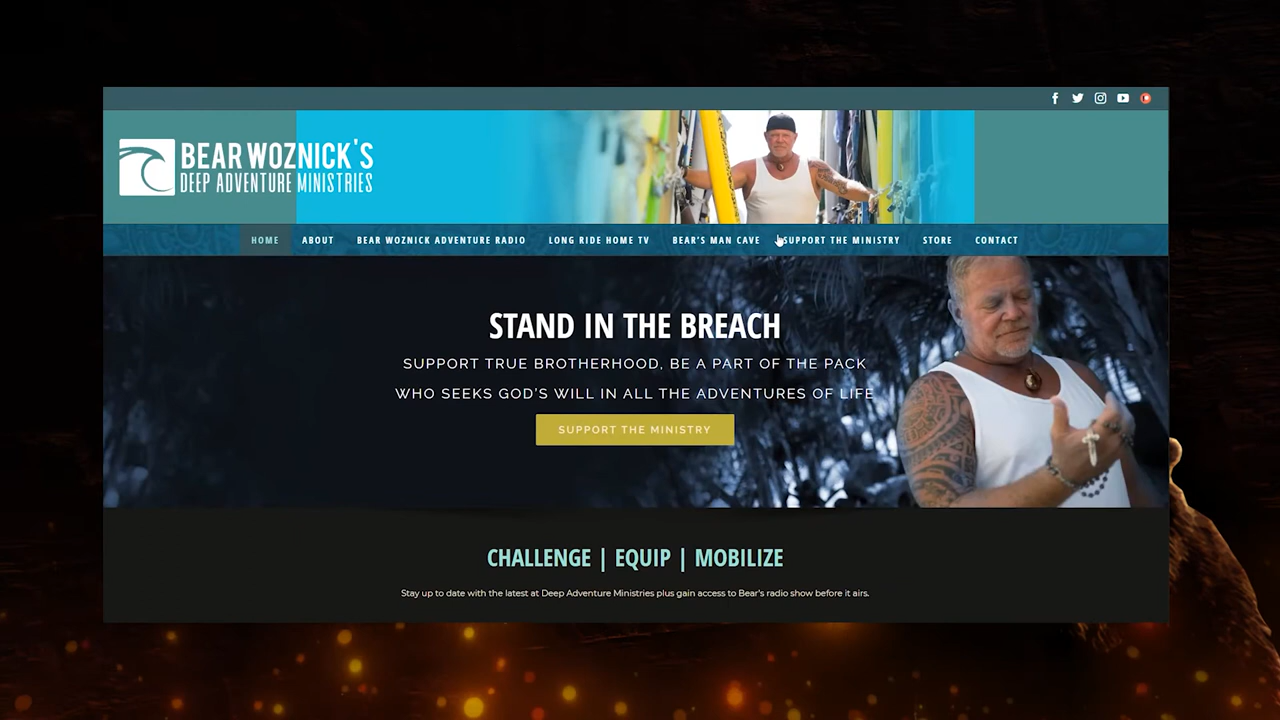 BEAR WOZNICK'S
DEEP ADVENTURE MINISTRIES
HOME ABOUT BEAR WOZNICK ADVENTURE RADIO LONG RIDE HOME TV BEAR'S MAN CAVE SUPPORT THE MINISTRY STORE CONTACT
STAND IN THE BREACH
SUPPORT TRUE BROTHERHOOD, BE A PART OF THE PACK
WHO SEEKS GOD'S WILL IN ALL THE ADVENTURES OF LIFE
SUPPORT THE MINISTRY
CHALLENGE | EQUIP | MOBILIZE
Stay up to date with the latest at Deep Adventure Ministries plus gain access to Bear's radio show before it airs.